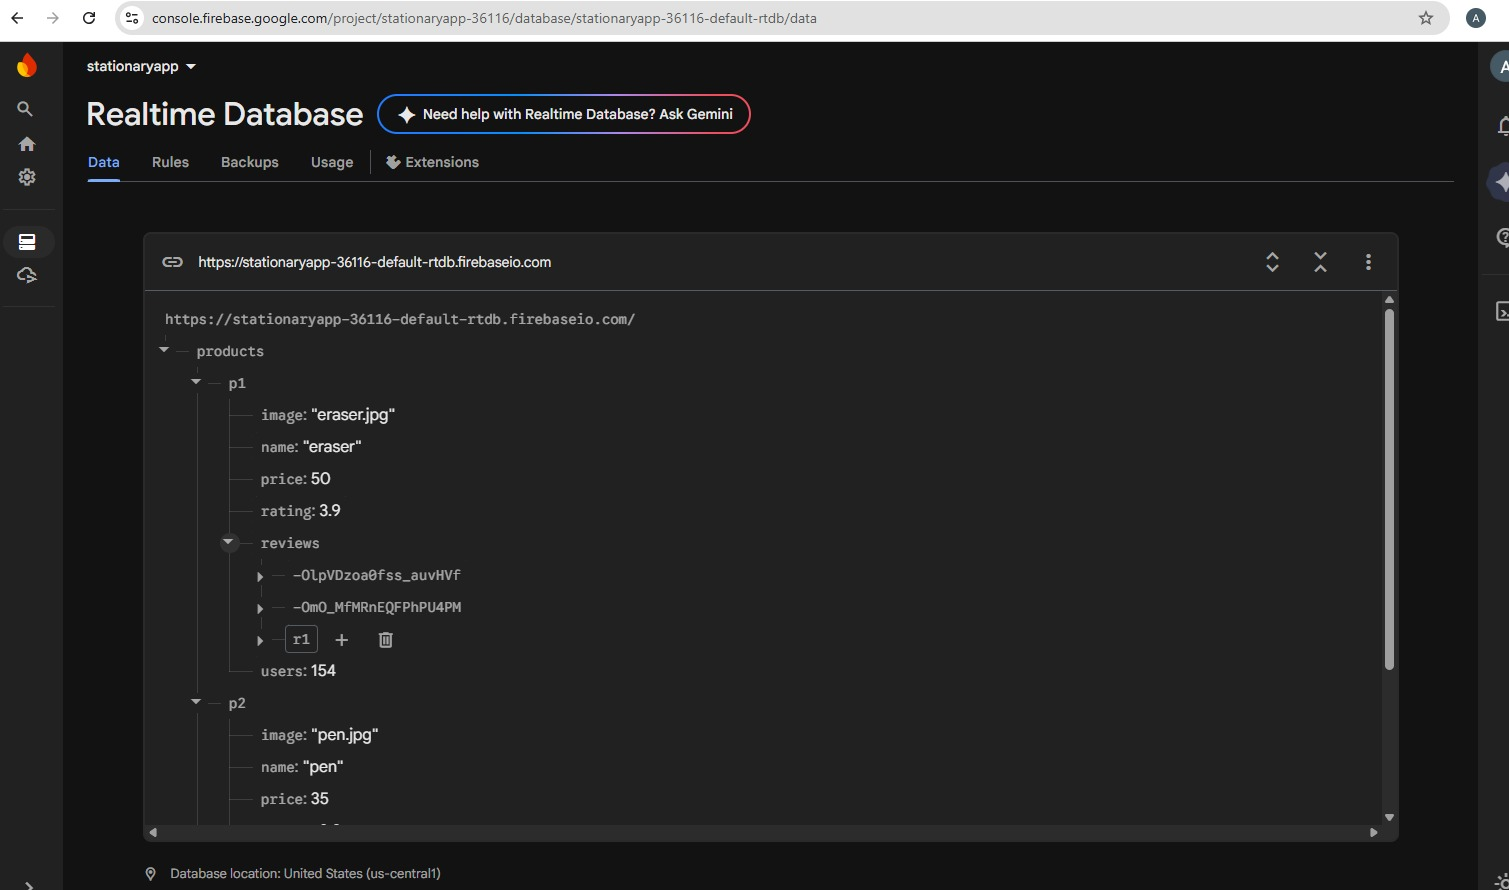 console.firebase.google.com/project/stationaryapp-36116/database/stationaryapp-36116-default-rtdb/data
A
stationaryapp
A
Realtime Database
Need help with Realtime Database? Ask Gemini
Data Rules Backups Usage Extensions
https://stationaryapp-36116-default-rtdb.firebaseio.com
https://stationaryapp-36116-default-rtdb.firebaseio.com/
products
p1
image: "eraser.jpg"
name: "eraser"
price: 50
rating: 3.9
reviews
-OlpVDzoa0fss_auvHVf
-OmO_MfMRnEQFPhPU4PM
r1
users: 154
p2
image: "pen.jpg"
name: "pen"
price: 35
Database location: United States (us-central1)